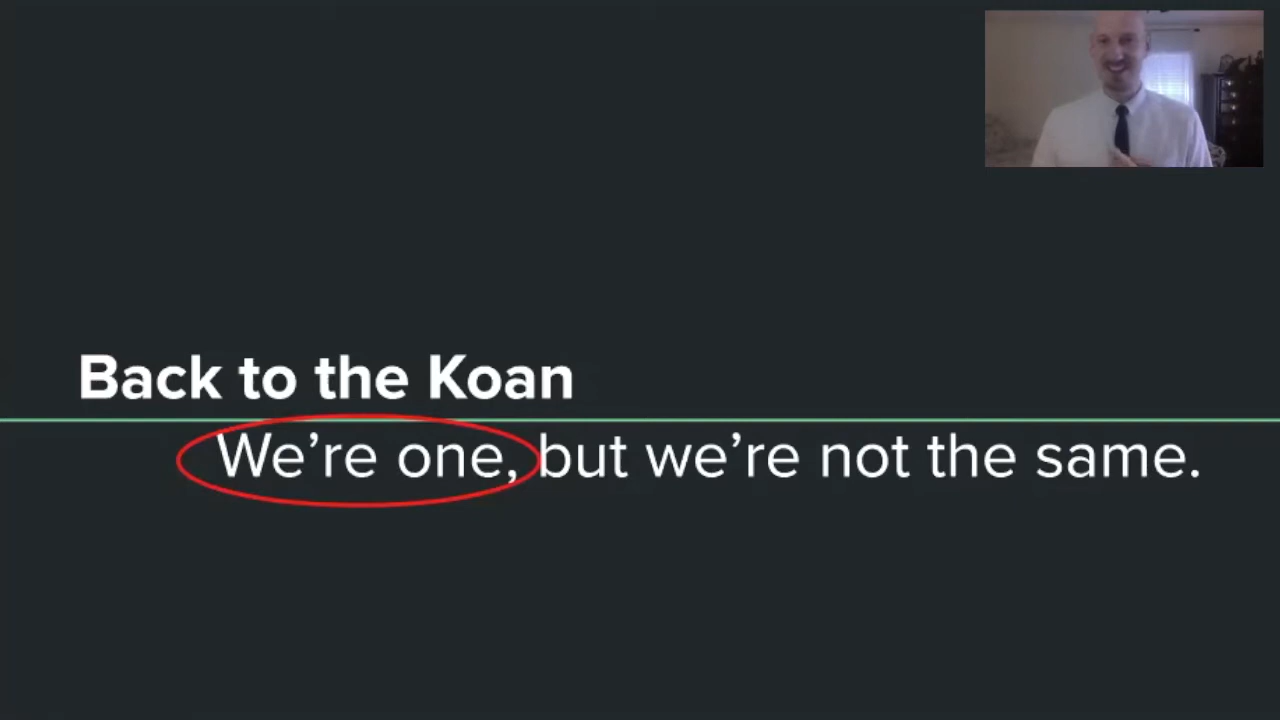 Back to the Koan
We’re one, but we’re not the same.